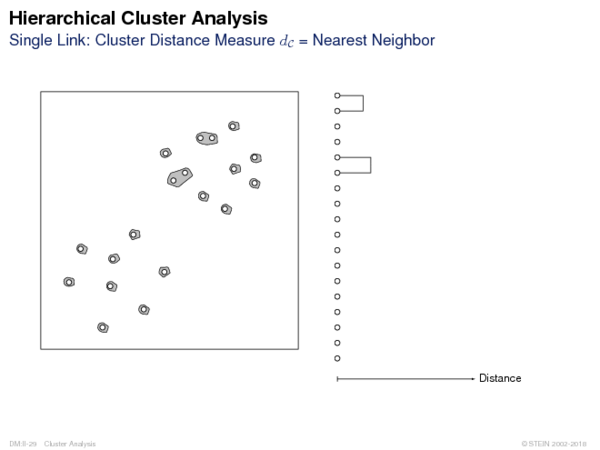 Hierarchical Cluster Analysis
Single Link: Cluster Distance Measure d_C = Nearest Neighbor
Distance
DM:II-26 Cluster Analysis
© STEIN 2002-2018